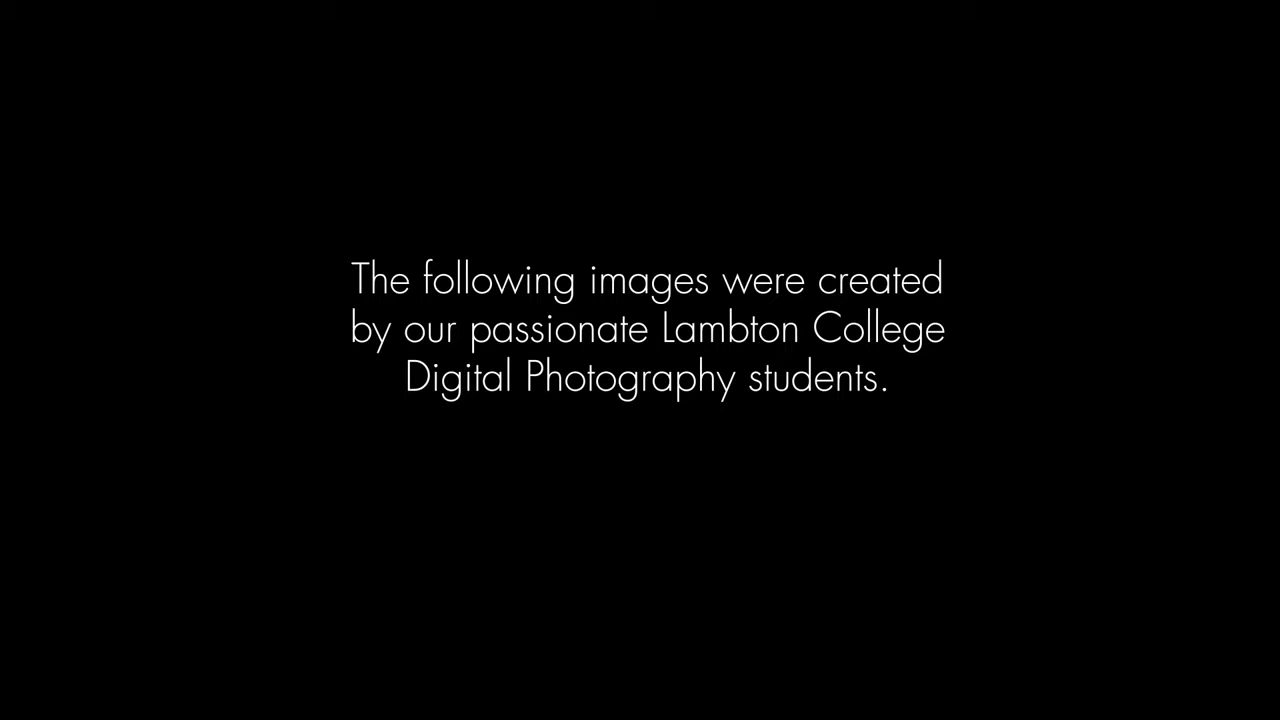 The following images were created
by our passionate Lambton College
Digital Photography students.